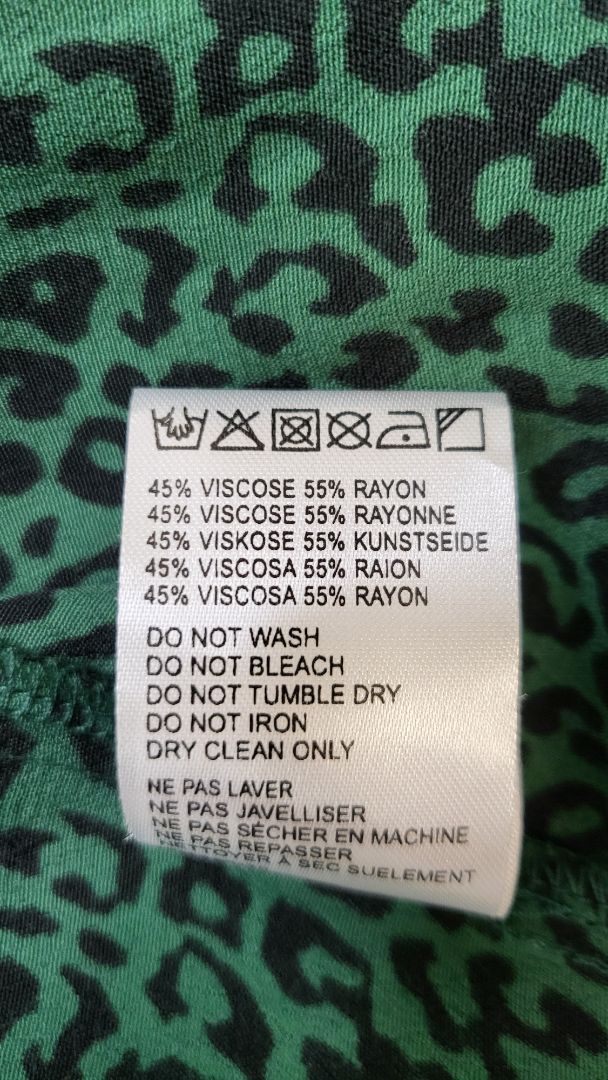 45% VISCOSE 55% RAYON
45% VISCOSE 55% RAYONNE
45% VISKOSE 55% KUNSTSEIDE
45% VISCOSA 55% RAION
45% VISCOSA 55% RAYON
DO NOT WASH
DO NOT BLEACH
DO NOT TUMBLE DRY
DO NOT IRON
DRY CLEAN ONLY
NE PAS LAVER
NE PAS JAVELLISER
NE PAS SÉCHER EN MACHINE
NE PAS REPASSER
NETTOYER À SEC SUELEMENT